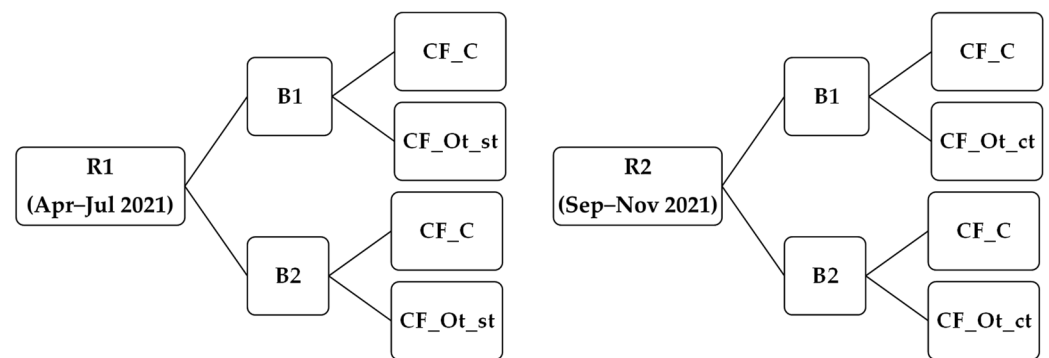 R1
(Apr–Jul 2021)
B1
CF_C
CF_Ot_st
B2
CF_C
CF_Ot_st
R2
(Sep–Nov 2021)
B1
CF_C
CF_Ot_ct
B2
CF_C
CF_Ot_ct